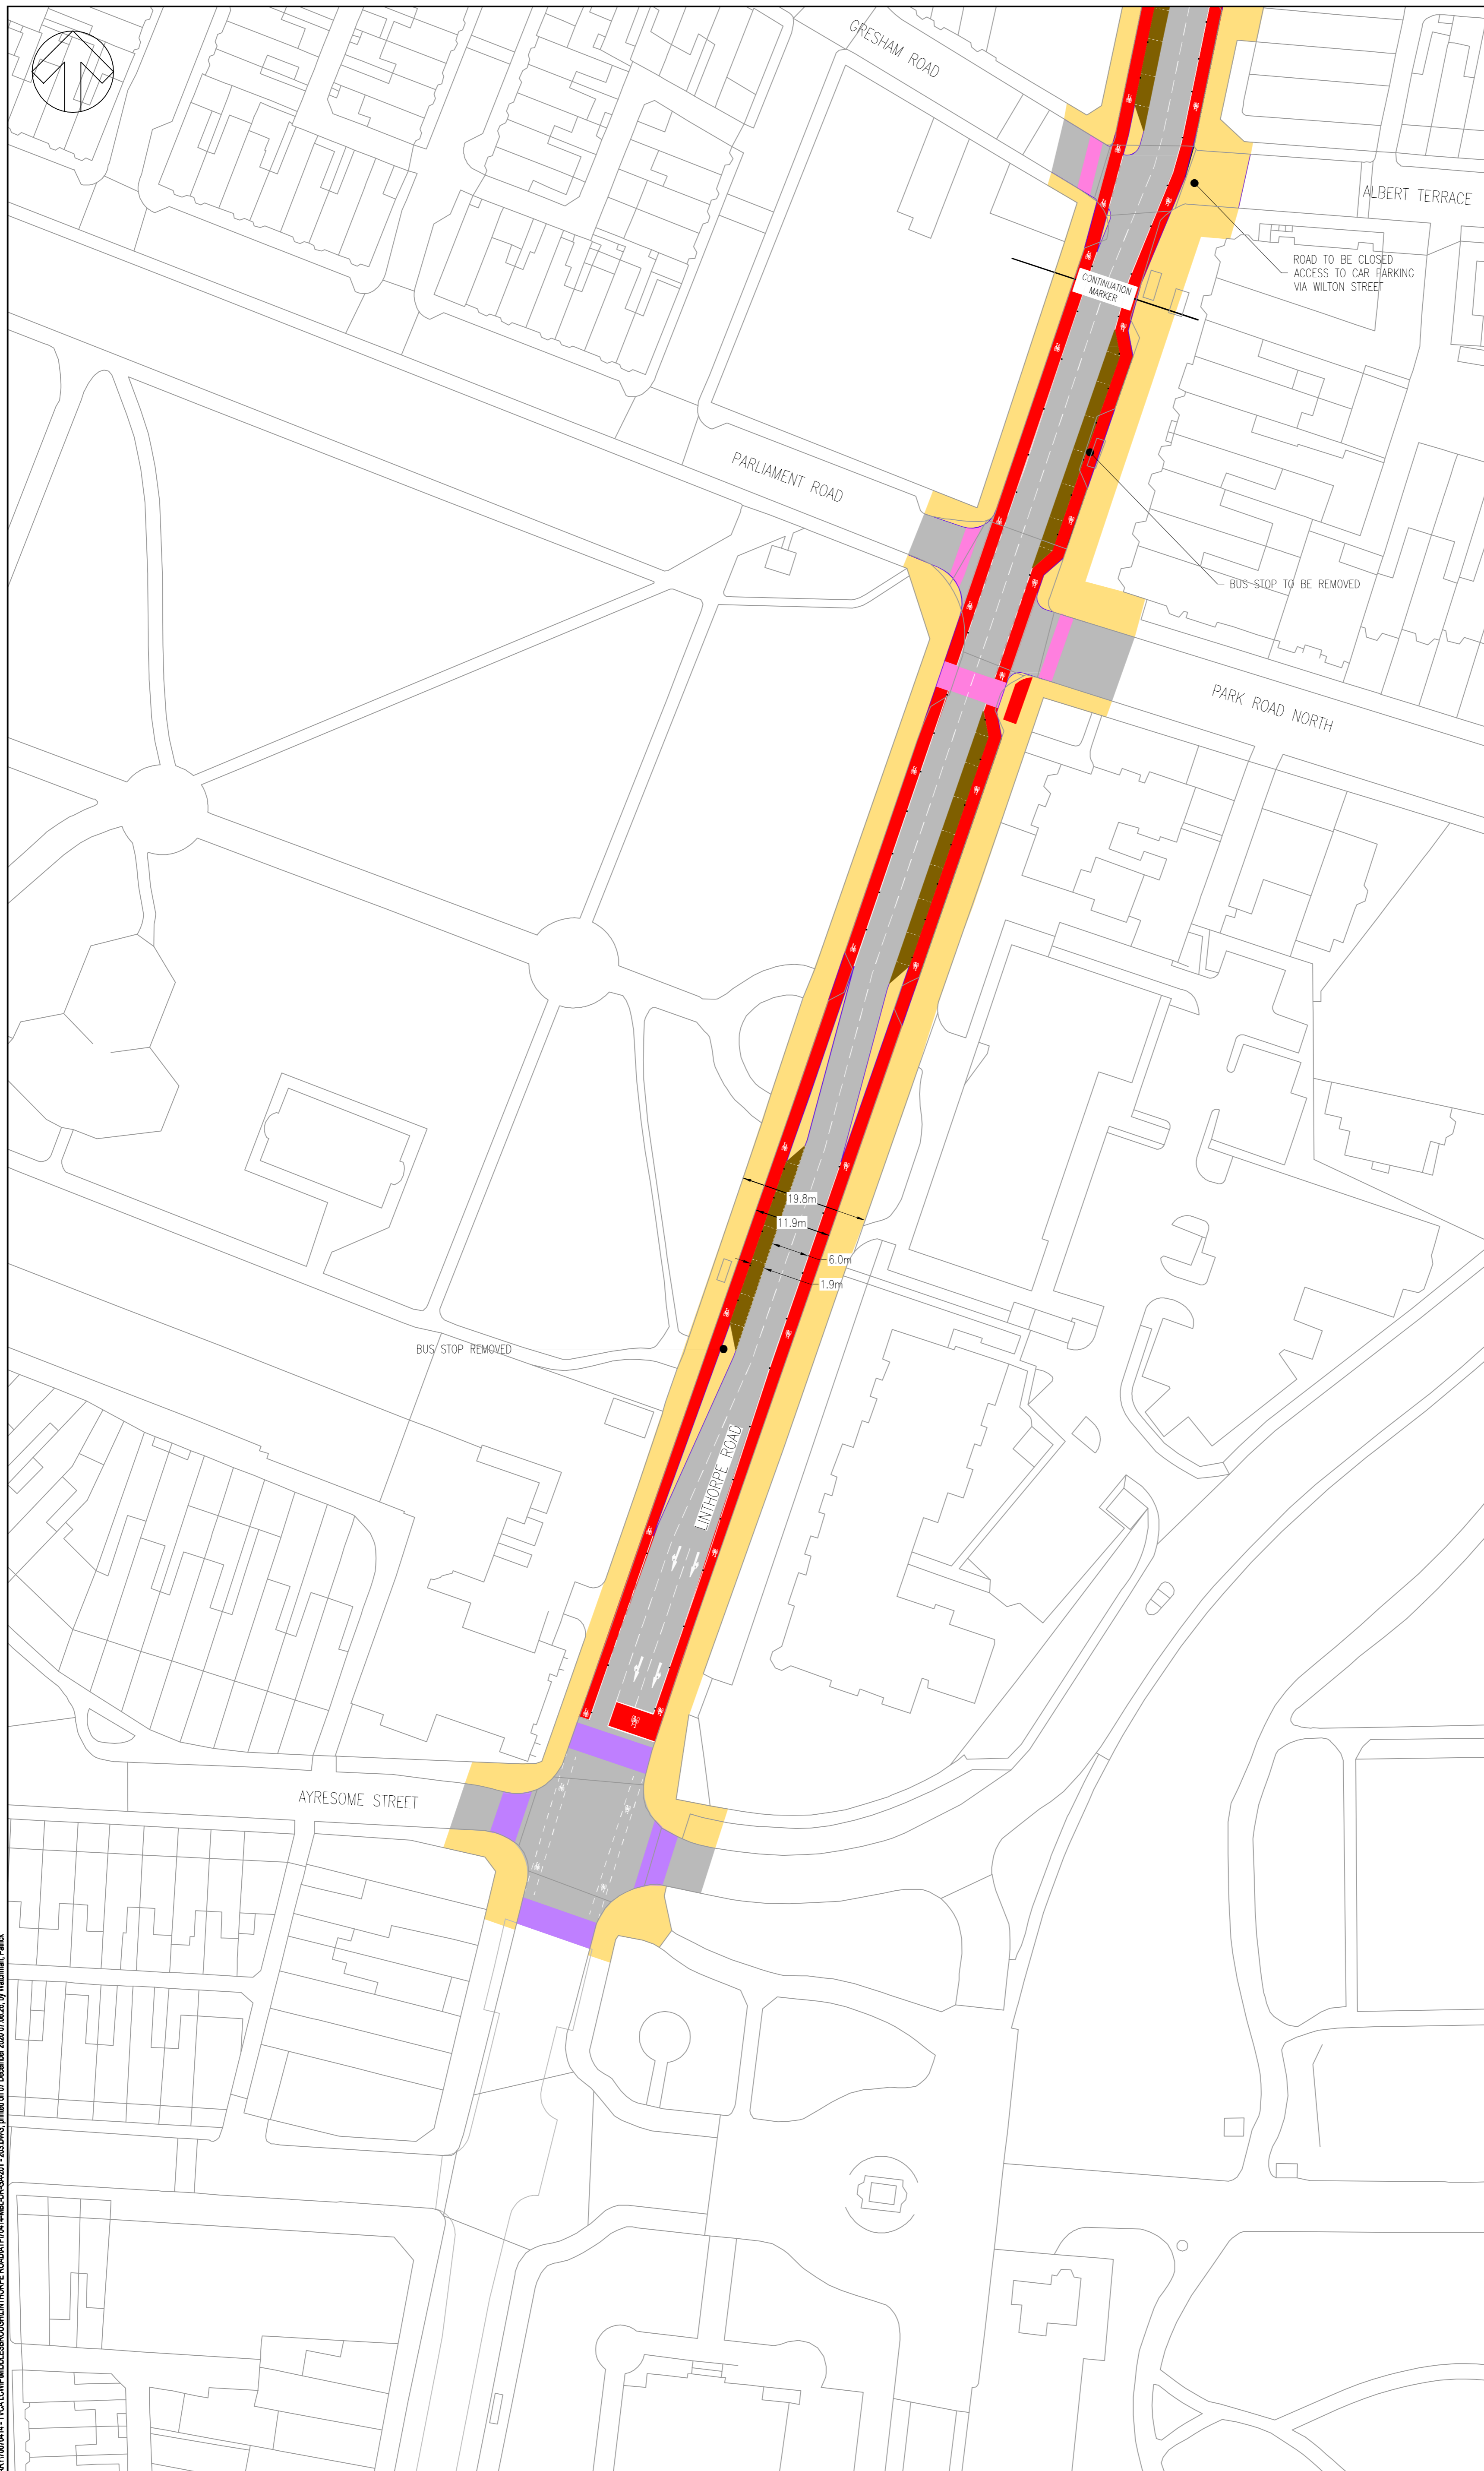 GRESHAM ROAD
ALBERT TERRACE
ROAD TO BE CLOSED
ACCESS TO CAR PARKING
VIA WILTON STREET
CONTINUATION
MARKER
PARLIAMENT ROAD
BUS STOP TO BE REMOVED
PARK ROAD NORTH
19.8m
11.9m
6.0m
1.9m
BUS STOP REMOVED
LINTHORPE ROAD
AYRESOME STREET